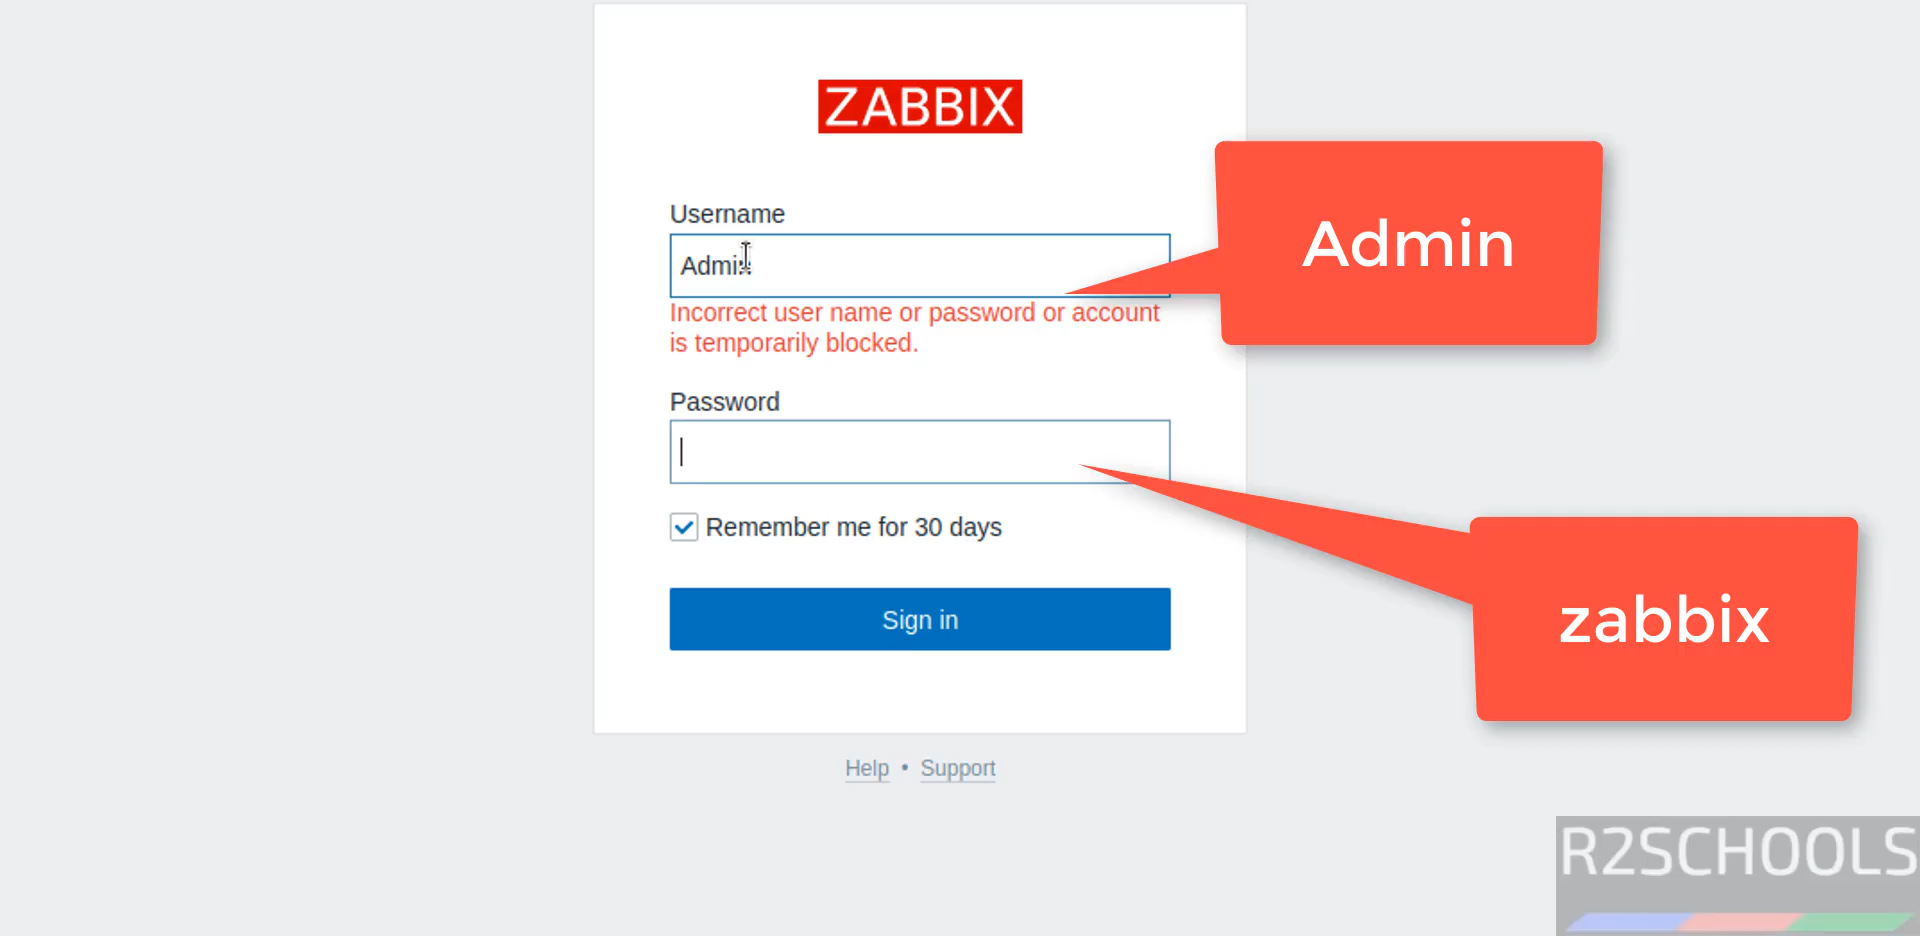 ZABBIX
Username
Admin
Incorrect user name or password or account
is temporarily blocked.
Password
Remember me for 30 days
Sign in
Help • Support
Admin
zabbix
R2SCHOOLS